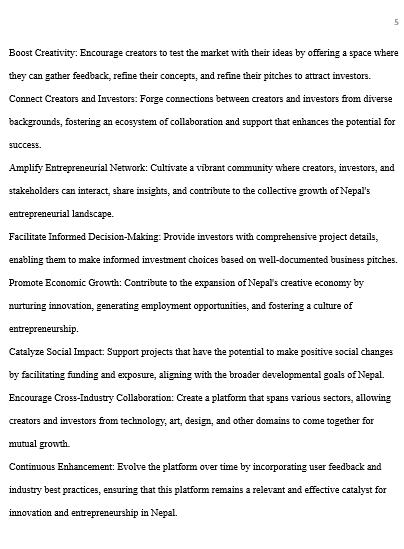 5
Boost Creativity: Encourage creators to test the market with their ideas by offering a space where
they can gather feedback, refine their concepts, and refine their pitches to attract investors.
Connect Creators and Investors: Forge connections between creators and investors from diverse
backgrounds, fostering an ecosystem of collaboration and support that enhances the potential for
success.
Amplify Entrepreneurial Network: Cultivate a vibrant community where creators, investors, and
stakeholders can interact, share insights, and contribute to the collective growth of Nepal's
entrepreneurial landscape.
Facilitate Informed Decision-Making: Provide investors with comprehensive project details,
enabling them to make informed investment choices based on well-documented business pitches.
Promote Economic Growth: Contribute to the expansion of Nepal's creative economy by
nurturing innovation, generating employment opportunities, and fostering a culture of
entrepreneurship.
Catalyze Social Impact: Support projects that have the potential to make positive social changes
by facilitating funding and exposure, aligning with the broader developmental goals of Nepal.
Encourage Cross-Industry Collaboration: Create a platform that spans various sectors, allowing
creators and investors from technology, art, design, and other domains to come together for
mutual growth.
Continuous Enhancement: Evolve the platform over time by incorporating user feedback and
industry best practices, ensuring that this platform remains a relevant and effective catalyst for
innovation and entrepreneurship in Nepal.